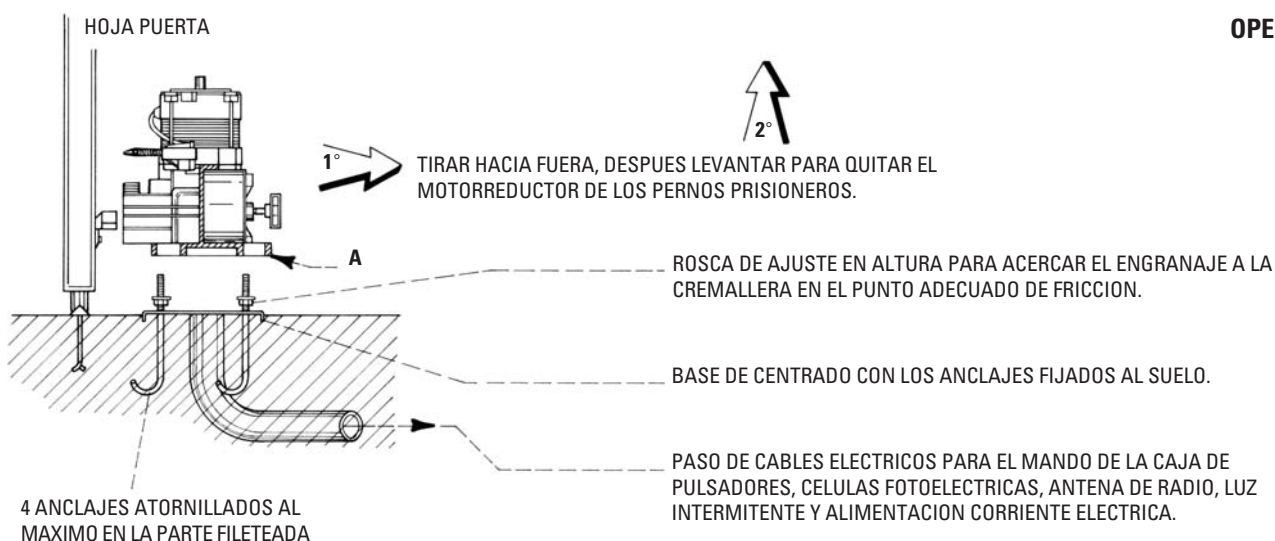 HOJA PUERTA
OPE
2°
1°
TIRAR HACIA FUERA, DESPUES LEVANTAR PARA QUITAR EL
MOTORREDUCTOR DE LOS PERNOS PRISIONEROS.
A
ROSCA DE AJUSTE EN ALTURA PARA ACERCAR EL ENGRANAJE A LA
CREMALLERA EN EL PUNTO ADECUADO DE FRICCION.
BASE DE CENTRADO CON LOS ANCLAJES FIJADOS AL SUELO.
PASO DE CABLES ELECTRICOS PARA EL MANDO DE LA CAJA DE
PULSADORES, CELULAS FOTOELECTRICAS, ANTENA DE RADIO, LUZ
INTERMITENTE Y ALIMENTACION CORRIENTE ELECTRICA.
4 ANCLAJES ATORNILLADOS AL
MAXIMO EN LA PARTE FILETEADA